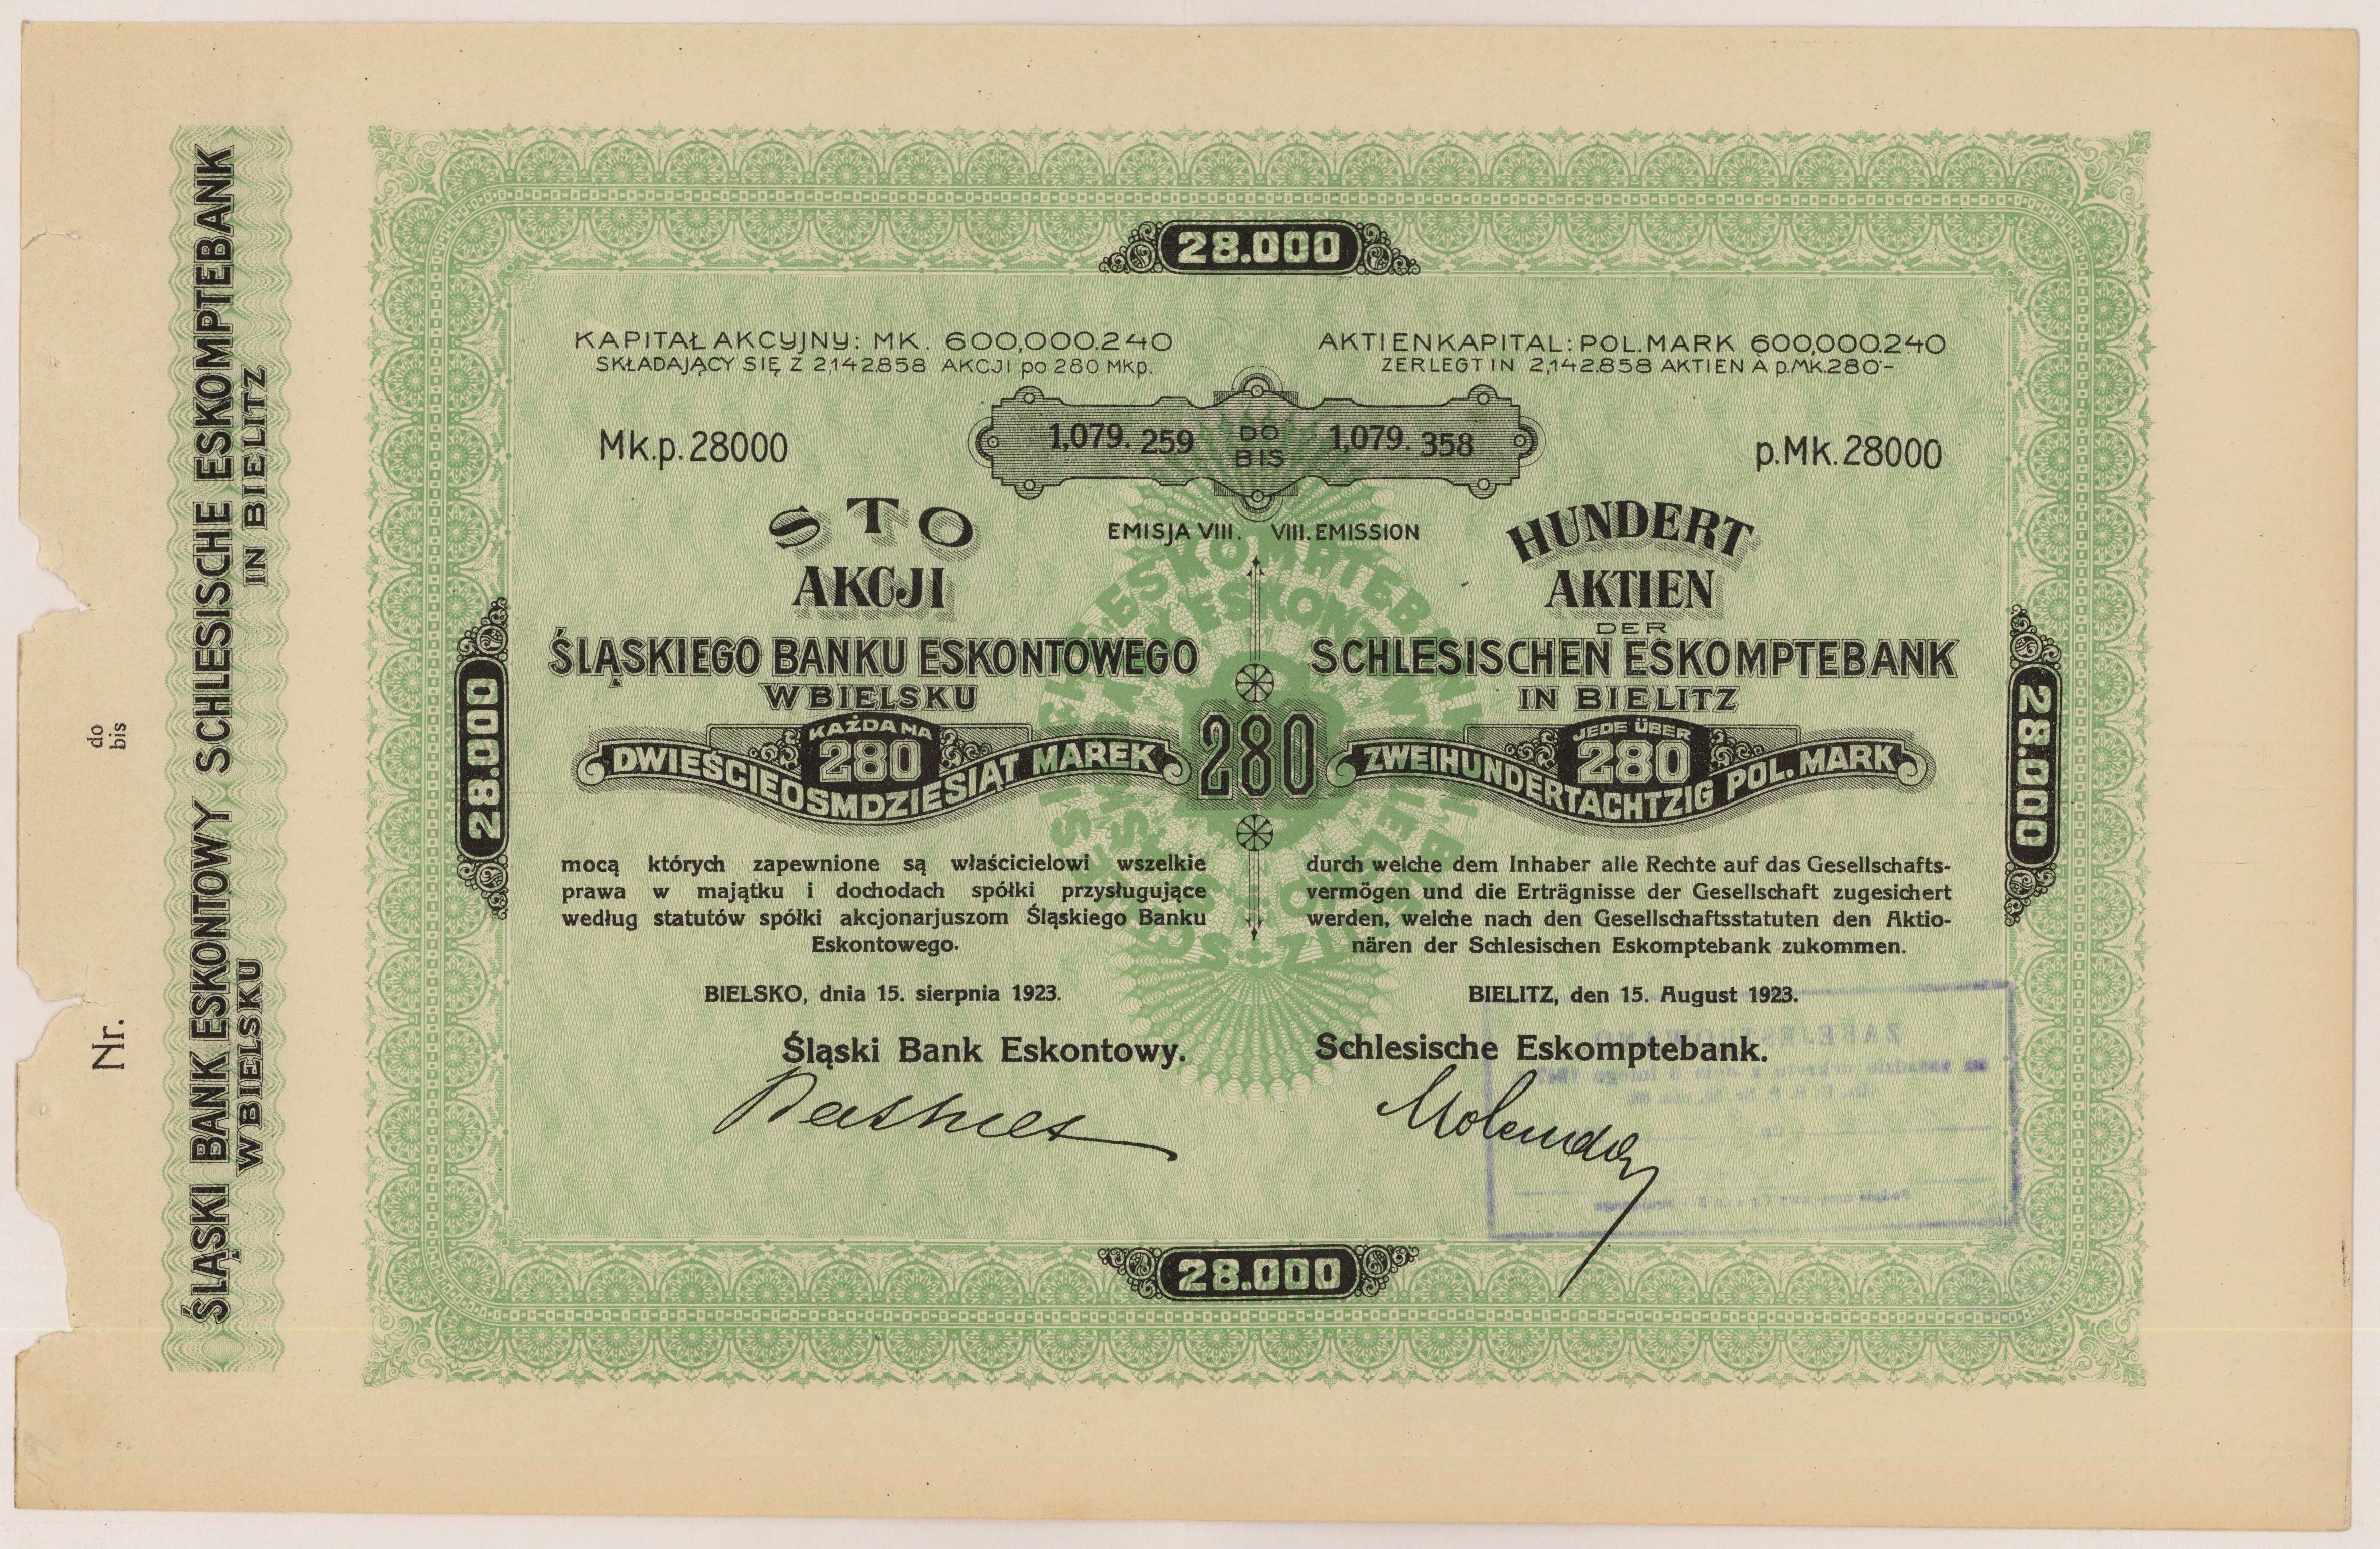 28.000
KAPITAŁ AKCYJNY: MK. 600,000.240
SKŁADAJĄCY SIĘ Z 2,142.858 AKCJI po 280 MKp.
AKTIENKAPITAL: POL. MARK 600,000.240
ZERLEGT IN 2,142.858 AKTIEN À p.MK.280·-
Mk.p. 28000
1,079. 259 DO BIS 1,079. 358
p.Mk. 28000
EMISJA VIII. VIII. EMISSION
STO
AKCJI
ŚLĄSKIEGO BANKU ESKONTOWEGO
W BIELSKU
KAŻDA NA
280
DWIEŚCIEOSMDZIESIĄT MAREK
280
HUNDERT
AKTIEN
DER
SCHLESISCHEN ESKOMPTEBANK
IN BIELITZ
JEDE ÜBER
280
ZWEIHUNDERTACHTZIG POL. MARK
28.000
28.000
mocą których zapewnione są właścicielowi wszelkie
prawa w majątku i dochodach spółki przysługujące
według statutów spółki akcjonarjuszom Śląskiego Banku
Eskontowego.
BIELSKO, dnia 15. sierpnia 1923.
Śląski Bank Eskontowy.
durch welche dem Inhaber alle Rechte auf das Gesellschafts-
vermögen und die Erträgnisse der Gesellschaft zugesichert
werden, welche nach den Gesellschaftsstatuten den Aktio-
nären der Schlesischen Eskomptebank zukommen.
BIELITZ, den 15. August 1923.
Schlesische Eskomptebank.
28.000
ŚLĄSKI BANK ESKONTOWY SCHLESISCHE ESKOMPTEBANK
W BIELSKU IN BIELITZ
Nr.
do
bis